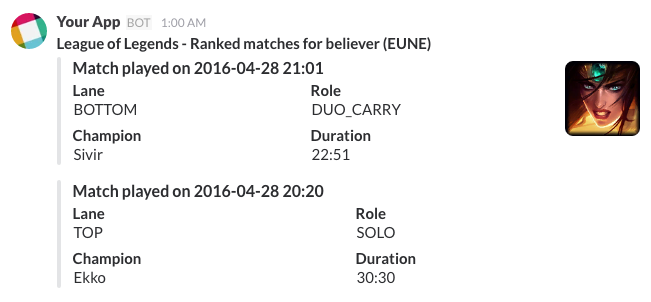 Your App BOT 1:00 AM
League of Legends - Ranked matches for believer (EUNE)
Match played on 2016-04-28 21:01
Lane Role
BOTTOM DUO_CARRY
Champion Duration
Sivir 22:51
Match played on 2016-04-28 20:20
Lane Role
TOP SOLO
Champion Duration
Ekko 30:30